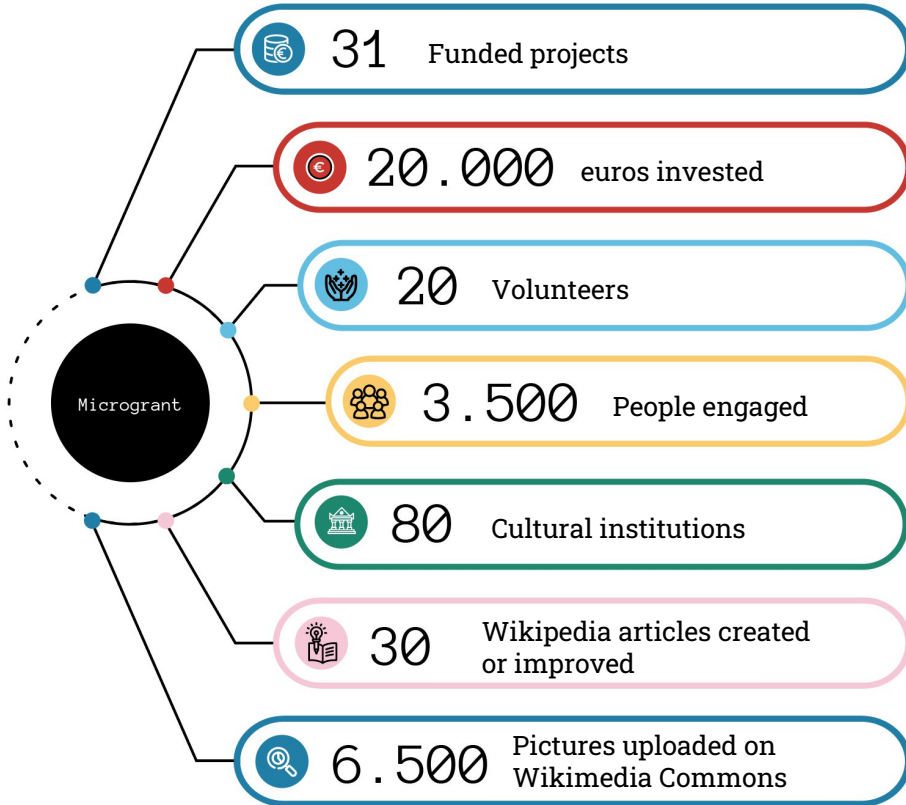 31 Funded projects
20.000 euros invested
20 Volunteers
Microgrant
3.500 People engaged
80 Cultural institutions
30 Wikipedia articles created
or improved
6.500 Pictures uploaded on
Wikimedia Commons